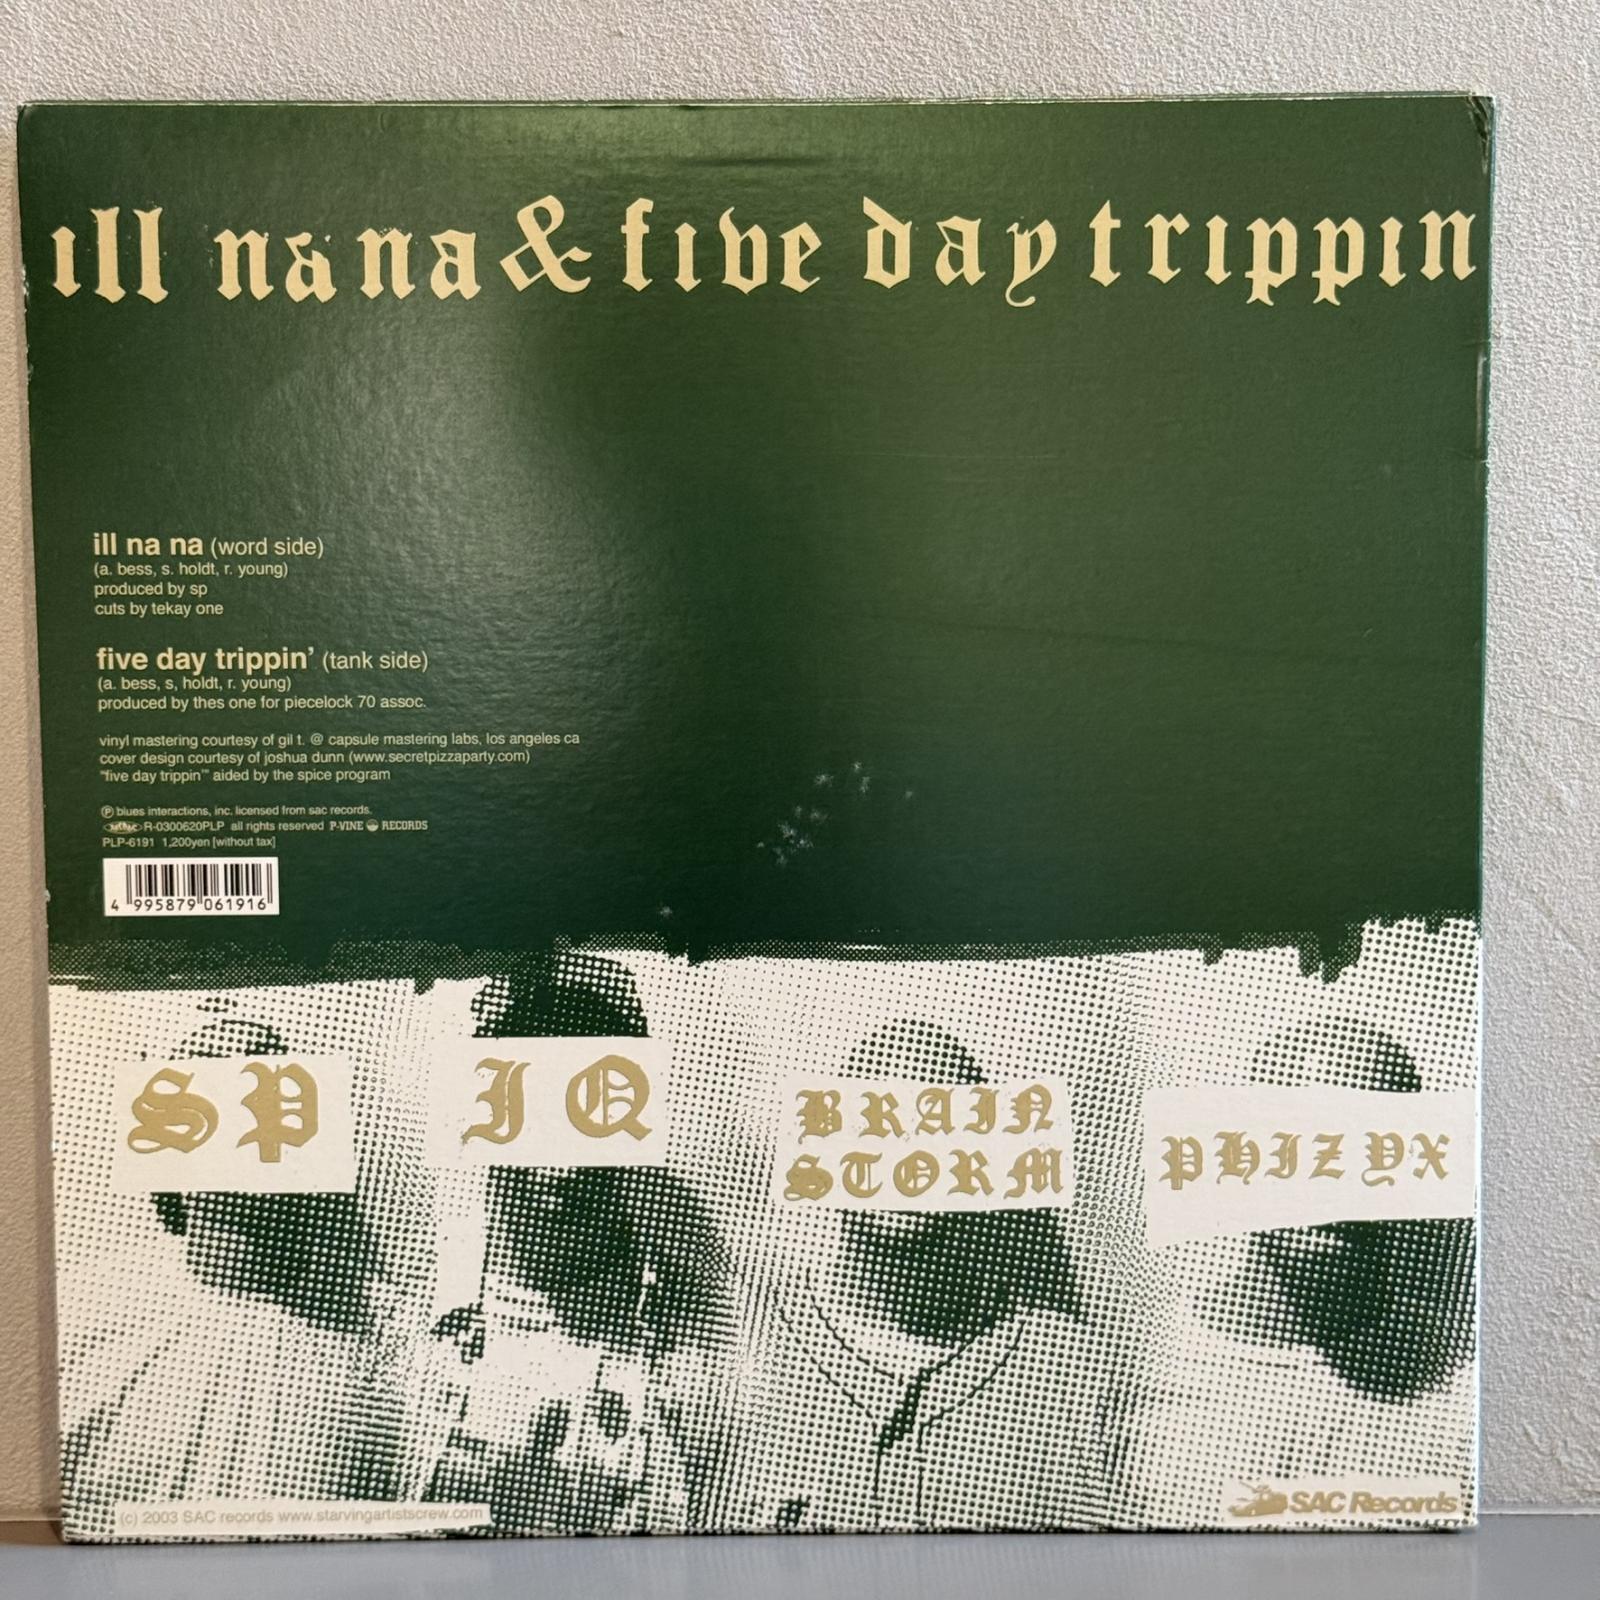 ill na na & five day trippin
ill na na (word side)
(a. bess, s. holdt, r. young)
produced by sp
cuts by tekay one
five day trippin’ (tank side)
(a. bess, s, holdt, r. young)
produced by thes one for piecelock 70 assoc.
vinyl mastering courtesy of gil t. @ capsule mastering labs, los angeles ca
cover design courtesy of joshua dunn (www.secretpizzaparty.com)
"five day trippin'" aided by the spice program
Ⓟ blues interactions, inc. licensed from sac records.
R-0300620PLP all rights reserved P-VINE RECORDS
PLP-6191 1,200yen [without tax]
4 995879 061916
SP
IQ
BRAIN
STORM
PHIZYX
(c) 2003 SAC records www.starvingartistscrew.com
SAC Records